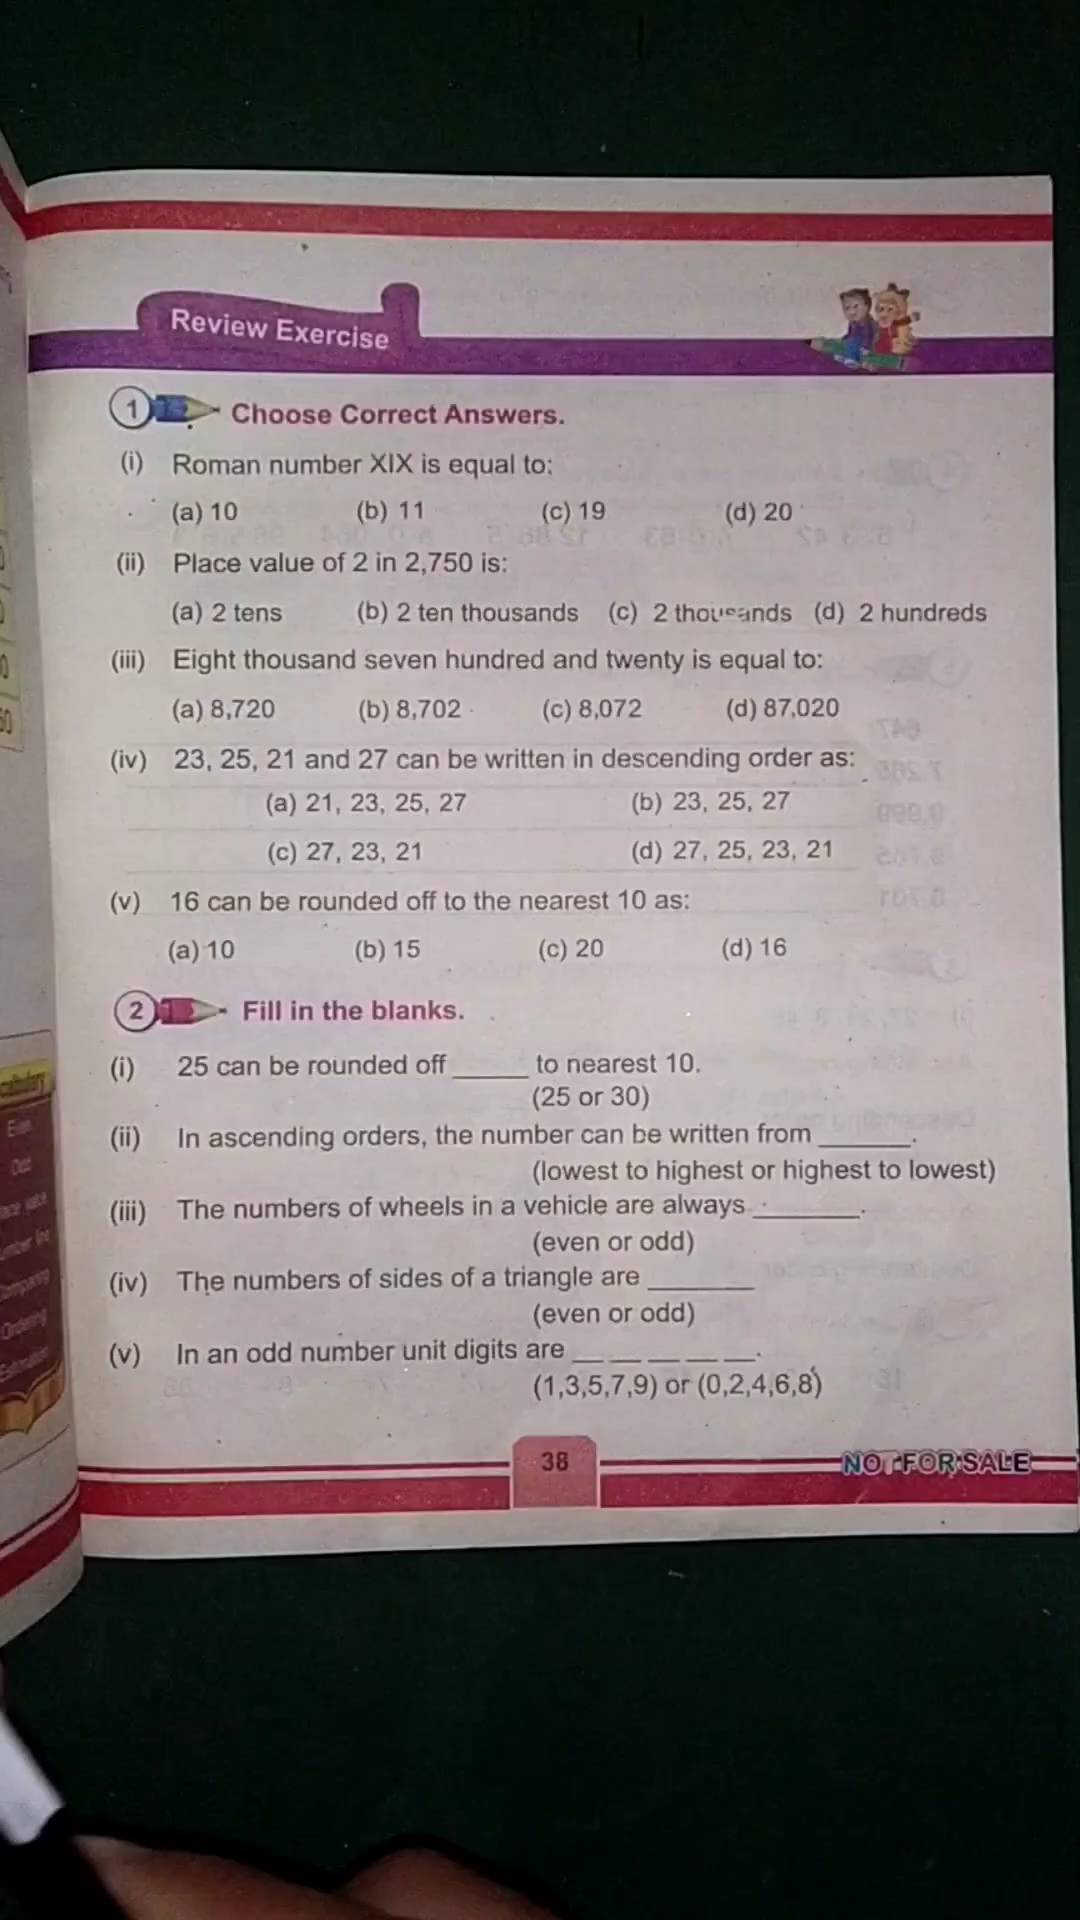 Review Exercise
1 Choose Correct Answers.
(i) Roman number XIX is equal to:
(a) 10 (b) 11 (c) 19 (d) 20
(ii) Place value of 2 in 2,750 is:
(a) 2 tens (b) 2 ten thousands (c) 2 thousands (d) 2 hundreds
(iii) Eight thousand seven hundred and twenty is equal to:
(a) 8,720 (b) 8,702 (c) 8,072 (d) 87,020
(iv) 23, 25, 21 and 27 can be written in descending order as:
(a) 21, 23, 25, 27 (b) 23, 25, 27
(c) 27, 23, 21 (d) 27, 25, 23, 21
(v) 16 can be rounded off to the nearest 10 as:
(a) 10 (b) 15 (c) 20 (d) 16
2 Fill in the blanks.
(i) 25 can be rounded off _____ to nearest 10.
(25 or 30)
(ii) In ascending orders, the number can be written from ______.
(lowest to highest or highest to lowest)
(iii) The numbers of wheels in a vehicle are always _______.
(even or odd)
(iv) The numbers of sides of a triangle are _______
(even or odd)
(v) In an odd number unit digits are __ __ __ __ __.
(1,3,5,7,9) or (0,2,4,6,8)
38
NOT FOR SALE
Even
Odd
Ordering